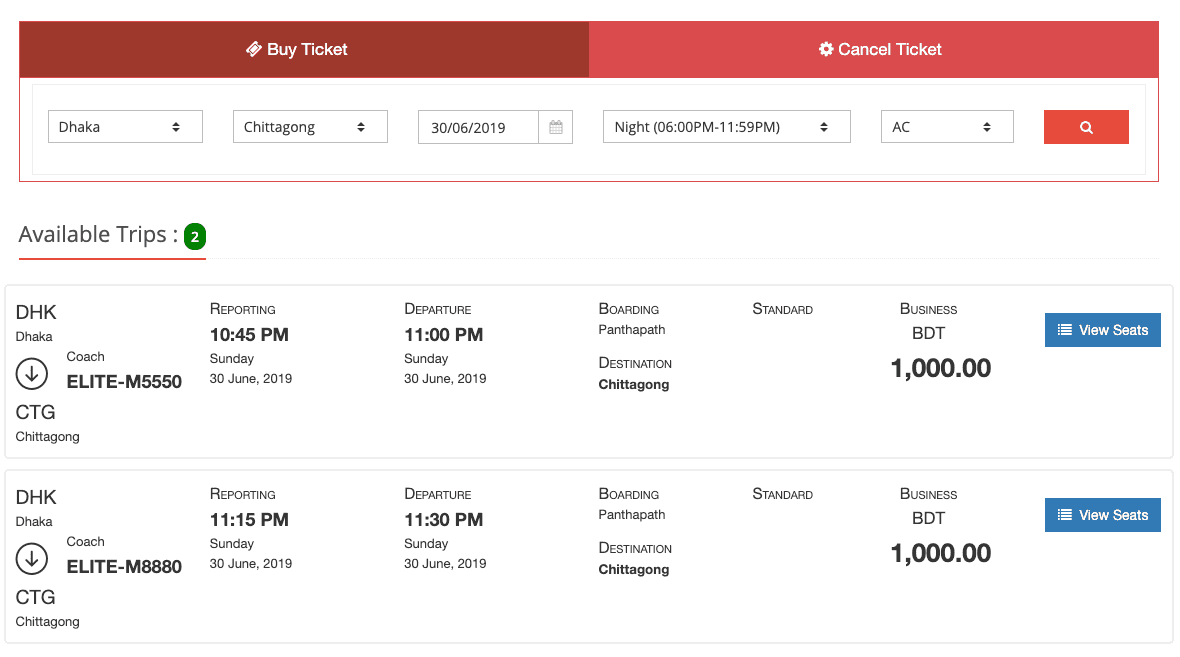 Buy Ticket
Cancel Ticket
Dhaka
Chittagong
30/06/2019
Night (06:00PM-11:59PM)
AC
Available Trips : 2
DHK
Dhaka
Coach
ELITE-M5550
CTG
Chittagong
Reporting
10:45 PM
Sunday
30 June, 2019
Departure
11:00 PM
Sunday
30 June, 2019
Boarding
Panthapath
Destination
Chittagong
Standard
Business
BDT
1,000.00
View Seats
DHK
Dhaka
Coach
ELITE-M8880
CTG
Chittagong
Reporting
11:15 PM
Sunday
30 June, 2019
Departure
11:30 PM
Sunday
30 June, 2019
Boarding
Panthapath
Destination
Chittagong
Standard
Business
BDT
1,000.00
View Seats